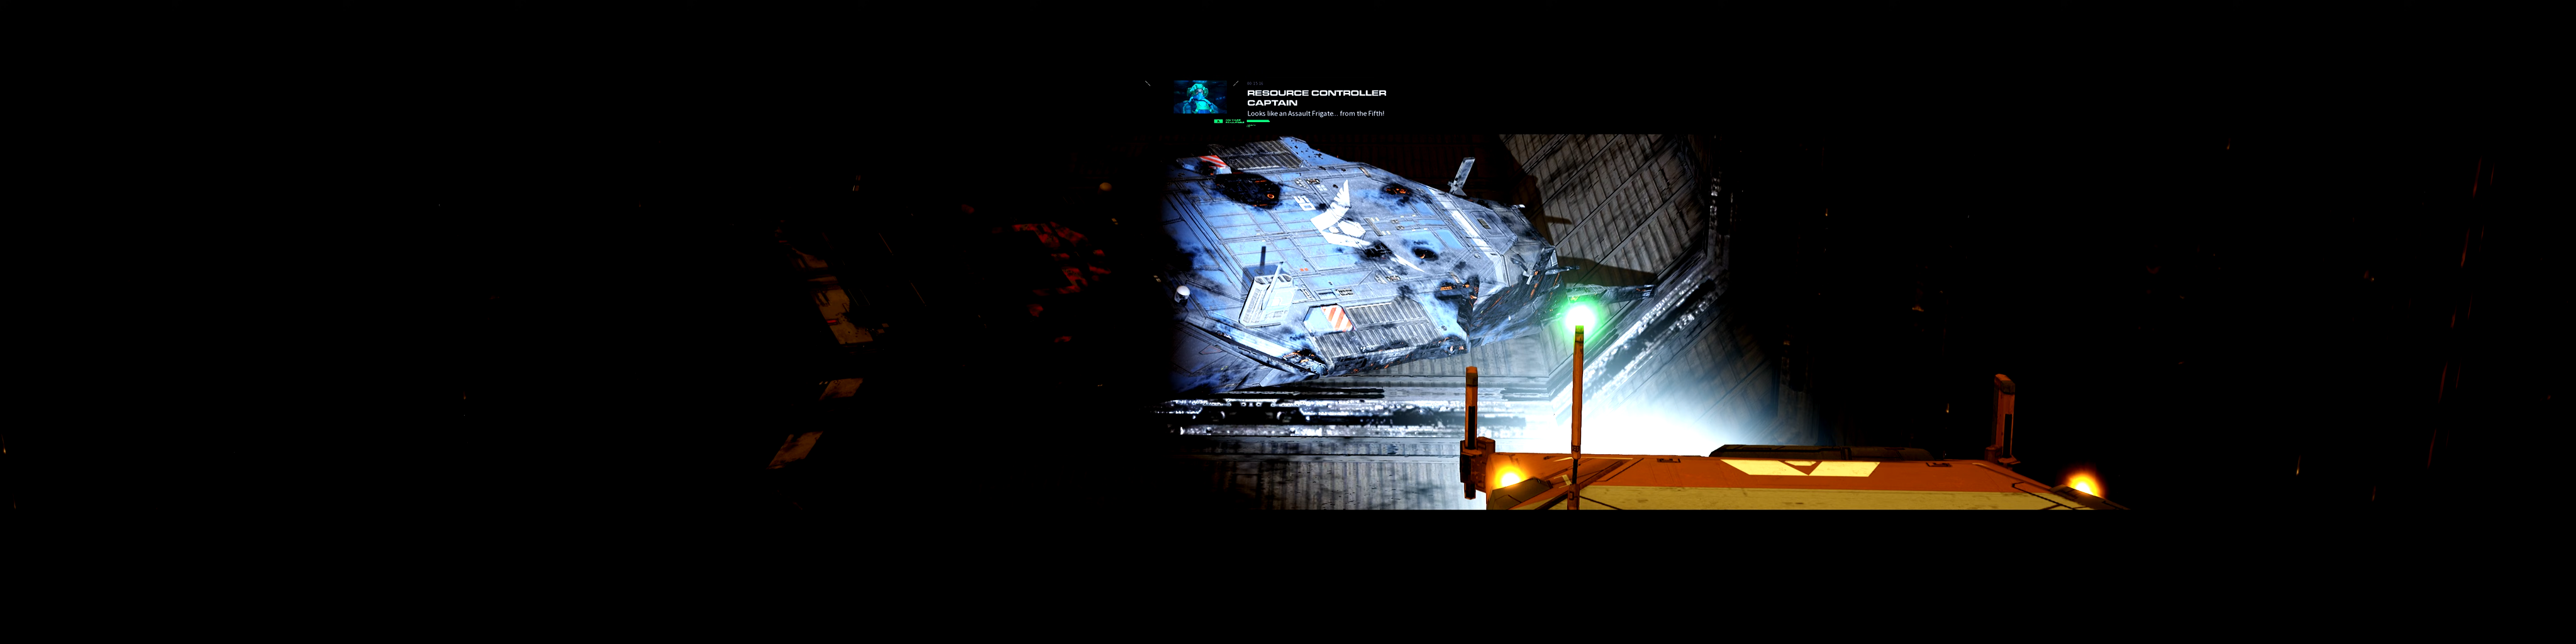 RESOURCE CONTROLLER
CAPTAIN
Looks like an Assault Frigate... from the Fifth!